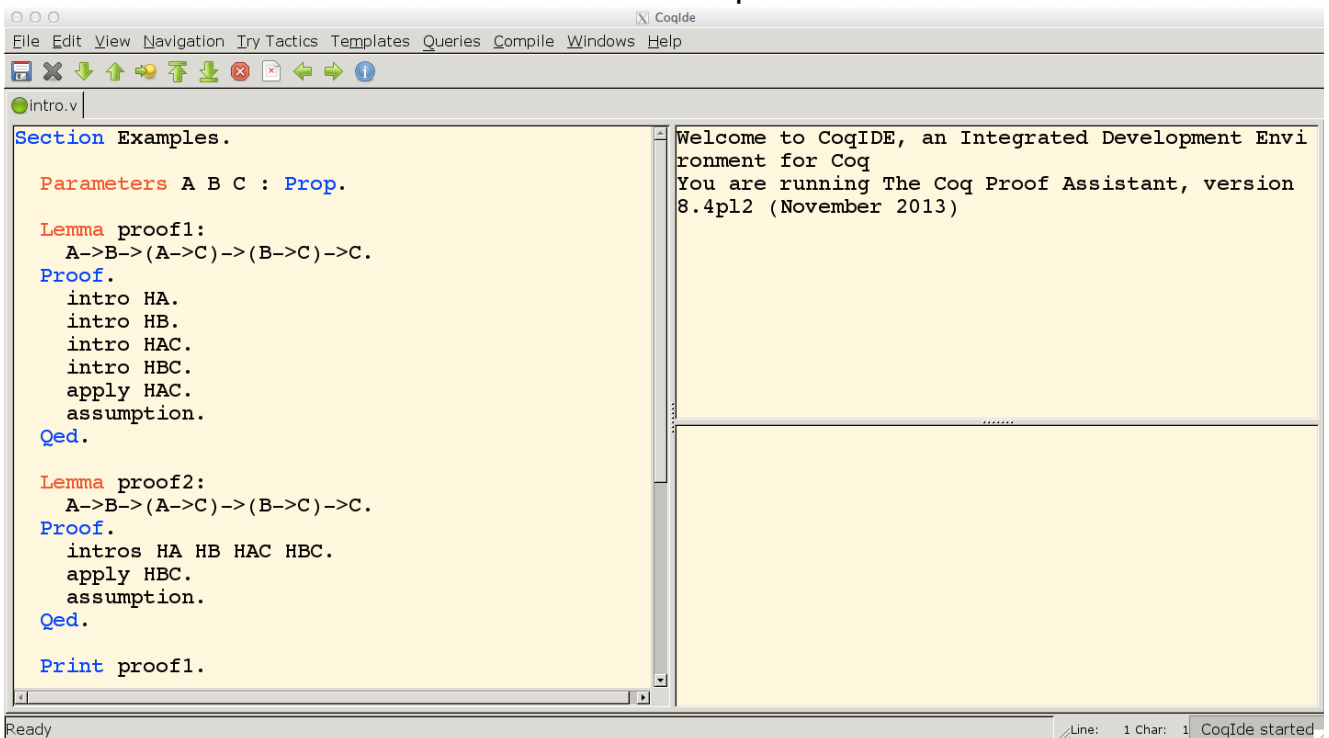 CoqIde
File Edit View Navigation Try Tactics Templates Queries Compile Windows Help
intro.v
Section Examples.
Parameters A B C : Prop.
Lemma proof1:
A->B->(A->C)->(B->C)->C.
Proof.
intro HA.
intro HB.
intro HAC.
intro HBC.
apply HAC.
assumption.
Qed.
Lemma proof2:
A->B->(A->C)->(B->C)->C.
Proof.
intros HA HB HAC HBC.
apply HBC.
assumption.
Qed.
Print proof1.
Welcome to CoqIDE, an Integrated Development Envi
ronment for Coq
You are running The Coq Proof Assistant, version
8.4pl2 (November 2013)
Ready
Line: 1 Char: 1 CoqIde started